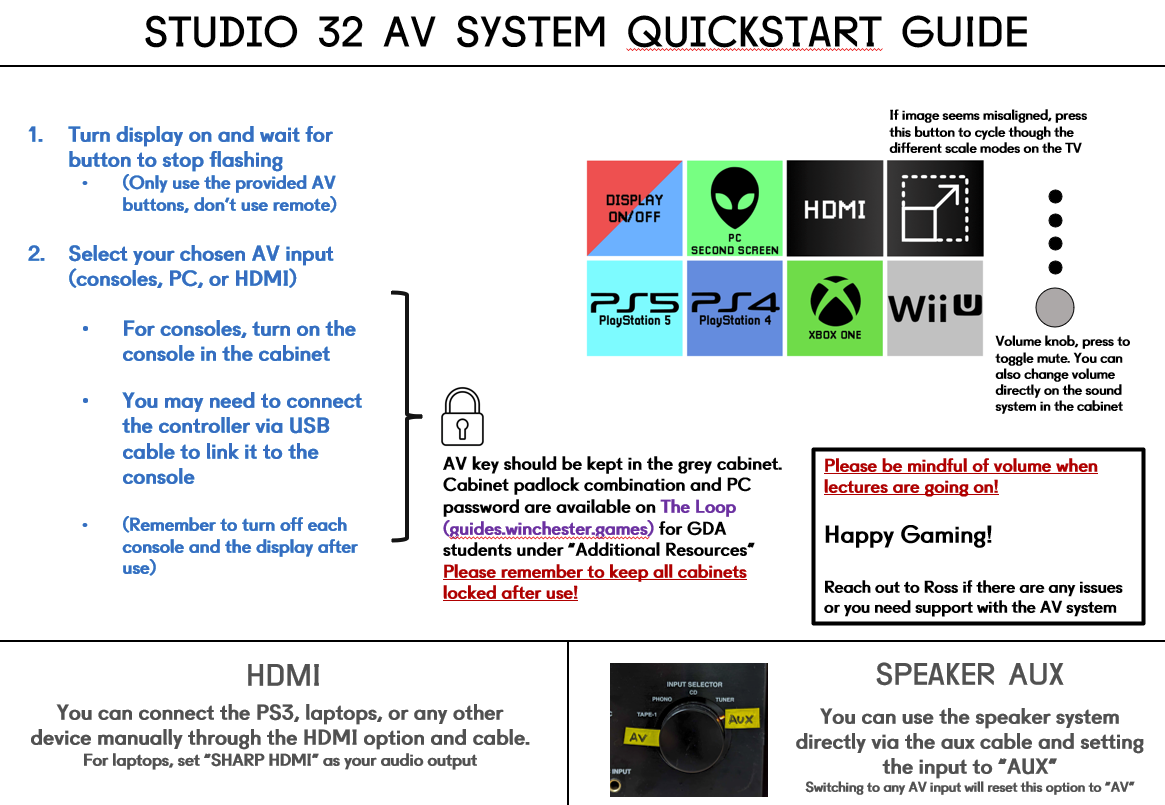 STUDIO 32 AV SYSTEM QUICKSTART GUIDE
1. Turn display on and wait for
button to stop flashing
• (Only use the provided AV
buttons, don't use remote)
2. Select your chosen AV input
(consoles, PC, or HDMI)
• For consoles, turn on the
console in the cabinet
• You may need to connect
the controller via USB
cable to link it to the
console
• (Remember to turn off each
console and the display after
use)
AV key should be kept in the grey cabinet.
Cabinet padlock combination and PC
password are available on The Loop
(guides.winchester.games) for GDA
students under "Additional Resources"
Please remember to keep all cabinets
locked after use!
If image seems misaligned, press
this button to cycle though the
different scale modes on the TV
DISPLAY
ON/OFF
PC
SECOND SCREEN
HDMI
PS5
PlayStation 5
PS4
PlayStation 4
XBOX ONE
Wii U
Volume knob, press to
toggle mute. You can
also change volume
directly on the sound
system in the cabinet
Please be mindful of volume when
lectures are going on!
Happy Gaming!
Reach out to Ross if there are any issues
or you need support with the AV system
HDMI
You can connect the PS3, laptops, or any other
device manually through the HDMI option and cable.
For laptops, set "SHARP HDMI" as your audio output
INPUT SELECTOR
CD
PHONO
TUNER
TAPE-1
AUX
AV
INPUT
SPEAKER AUX
You can use the speaker system
directly via the aux cable and setting
the input to "AUX"
Switching to any AV input will reset this option to "AV"